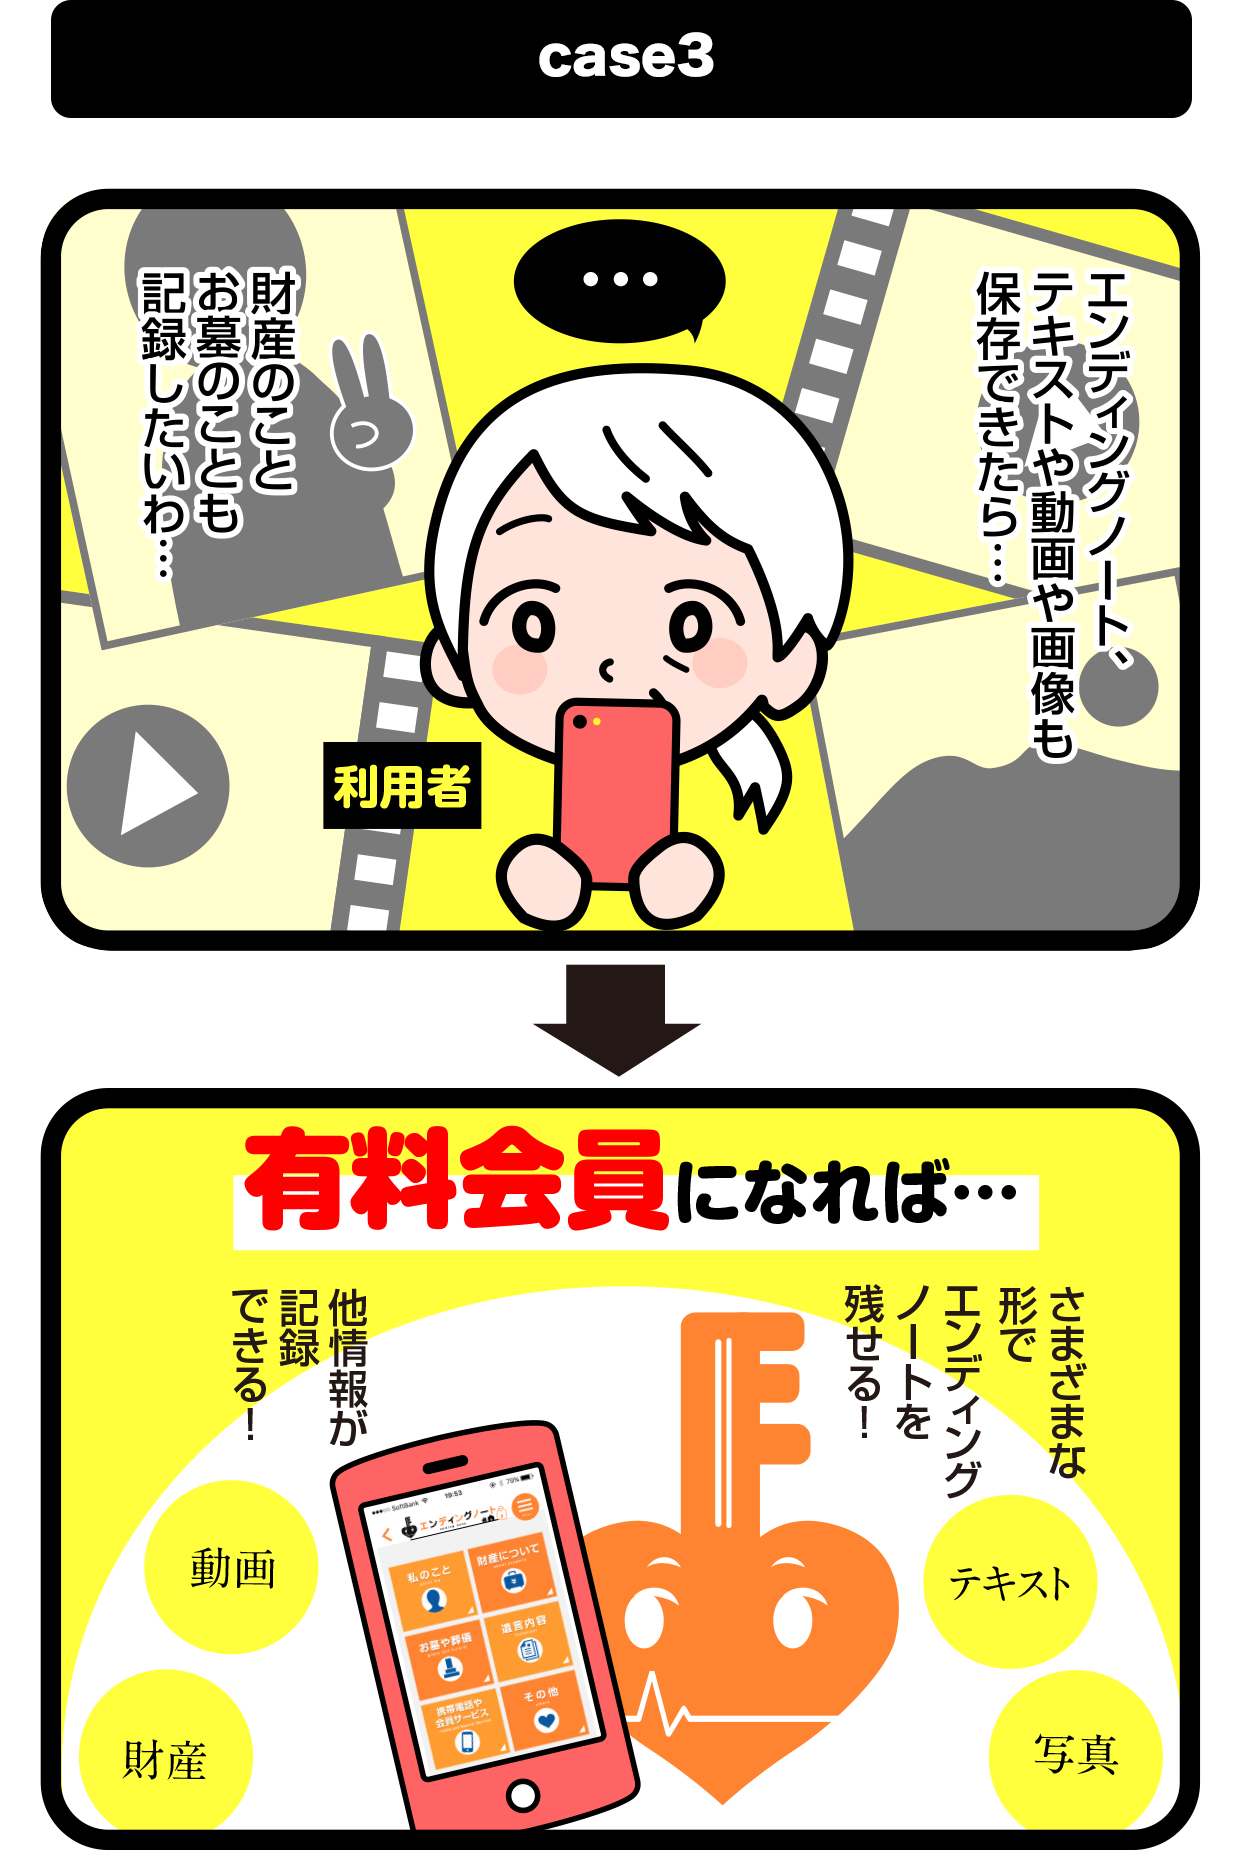 case3
エンディングノート、
テキストや動画や画像も
保存できたら…
財産のこと
お墓のことも
記録したいわ…
利用者
有料会員になれば…
さまざまな
形で
エンディング
ノートを
残せる！
他情報が
記録
できる！
動画
財産
テキスト
写真
SoftBank 19:53 79%
エンディングノート
私のこと
財産について
お墓や葬儀
遺言内容
携帯電話や
会員サービス
その他